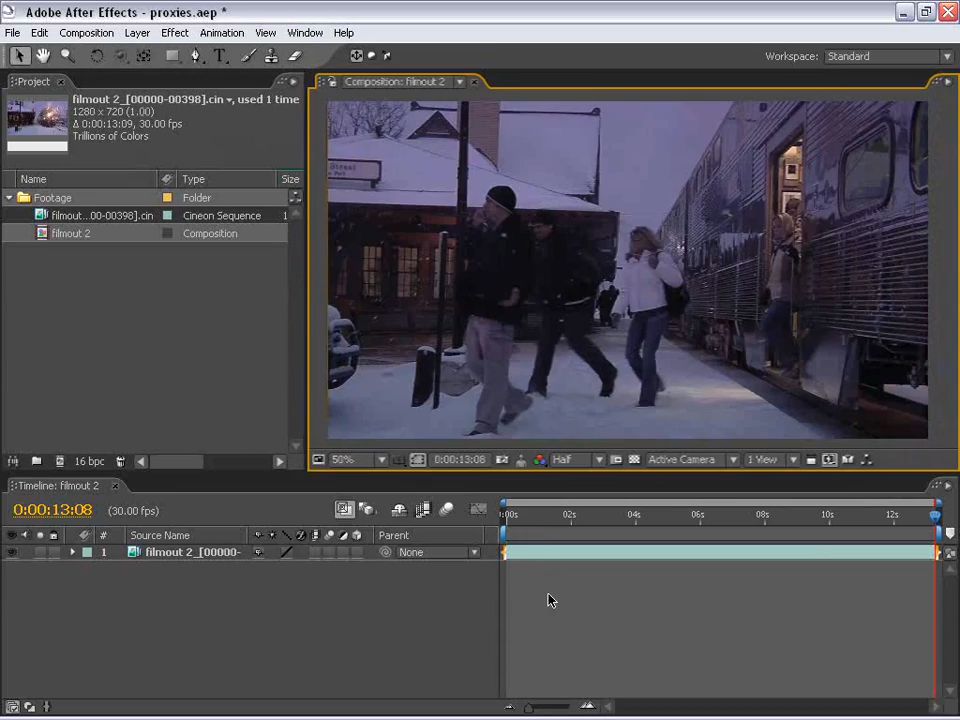 Adobe After Effects - proxies.aep *
File Edit Composition Layer Effect Animation View Window Help
Workspace: Standard
Project
Composition: filmout 2
filmout 2_[00000-00398].cin ▾, used 1 time
1280 x 720 (1.00)
Δ 0:00:13:09, 30.00 fps
Trillions of Colors
Name Type Size
Footage Folder
filmout...00-00398].cin Cineon Sequence 1
filmout 2 Composition
Street
16 bpc
58% 0:00:13:08 Half Active Camera 1 View
Timeline: filmout 2
0:00:13:08 (30.00 fps)
:00s 02s 04s 06s 08s 10s 12s
# Source Name Parent
1 filmout 2_[00000- None